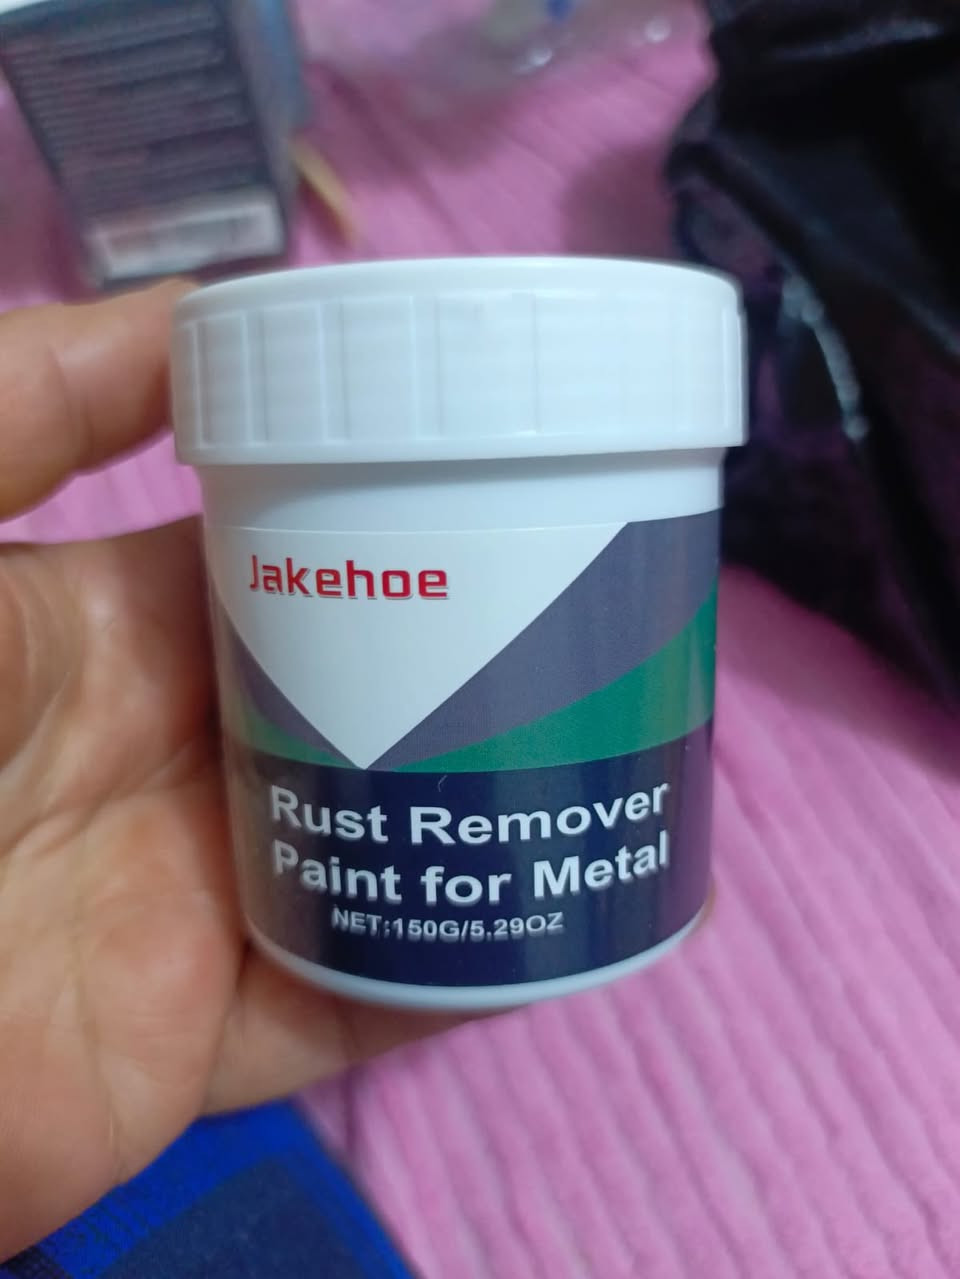 Jakehoe
Rust Remover
Paint for Metal
NET:150G/5.29OZ